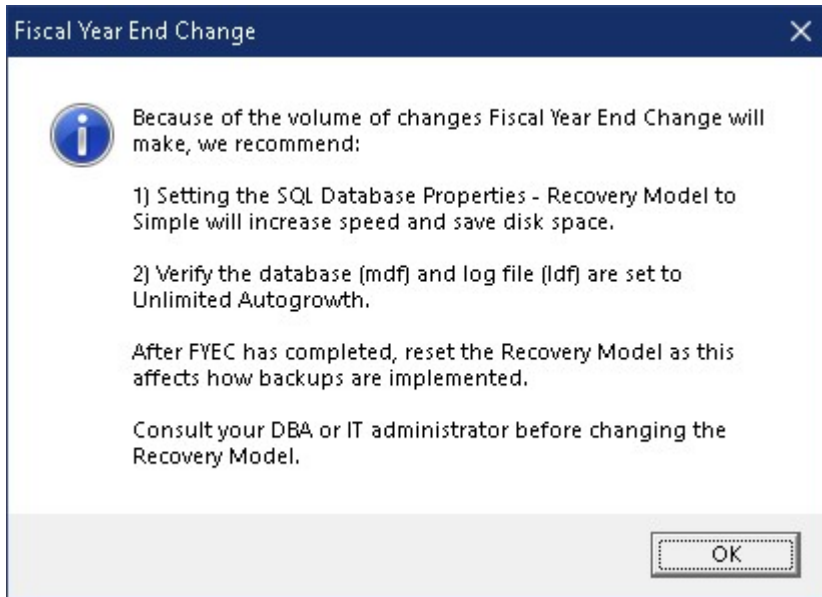 Fiscal Year End Change
Because of the volume of changes Fiscal Year End Change will
make, we recommend:
1) Setting the SQL Database Properties - Recovery Model to
Simple will increase speed and save disk space.
2) Verify the database (mdf) and log file (ldf) are set to
Unlimited Autogrowth.
After FYEC has completed, reset the Recovery Model as this
affects how backups are implemented.
Consult your DBA or IT administrator before changing the
Recovery Model.
OK